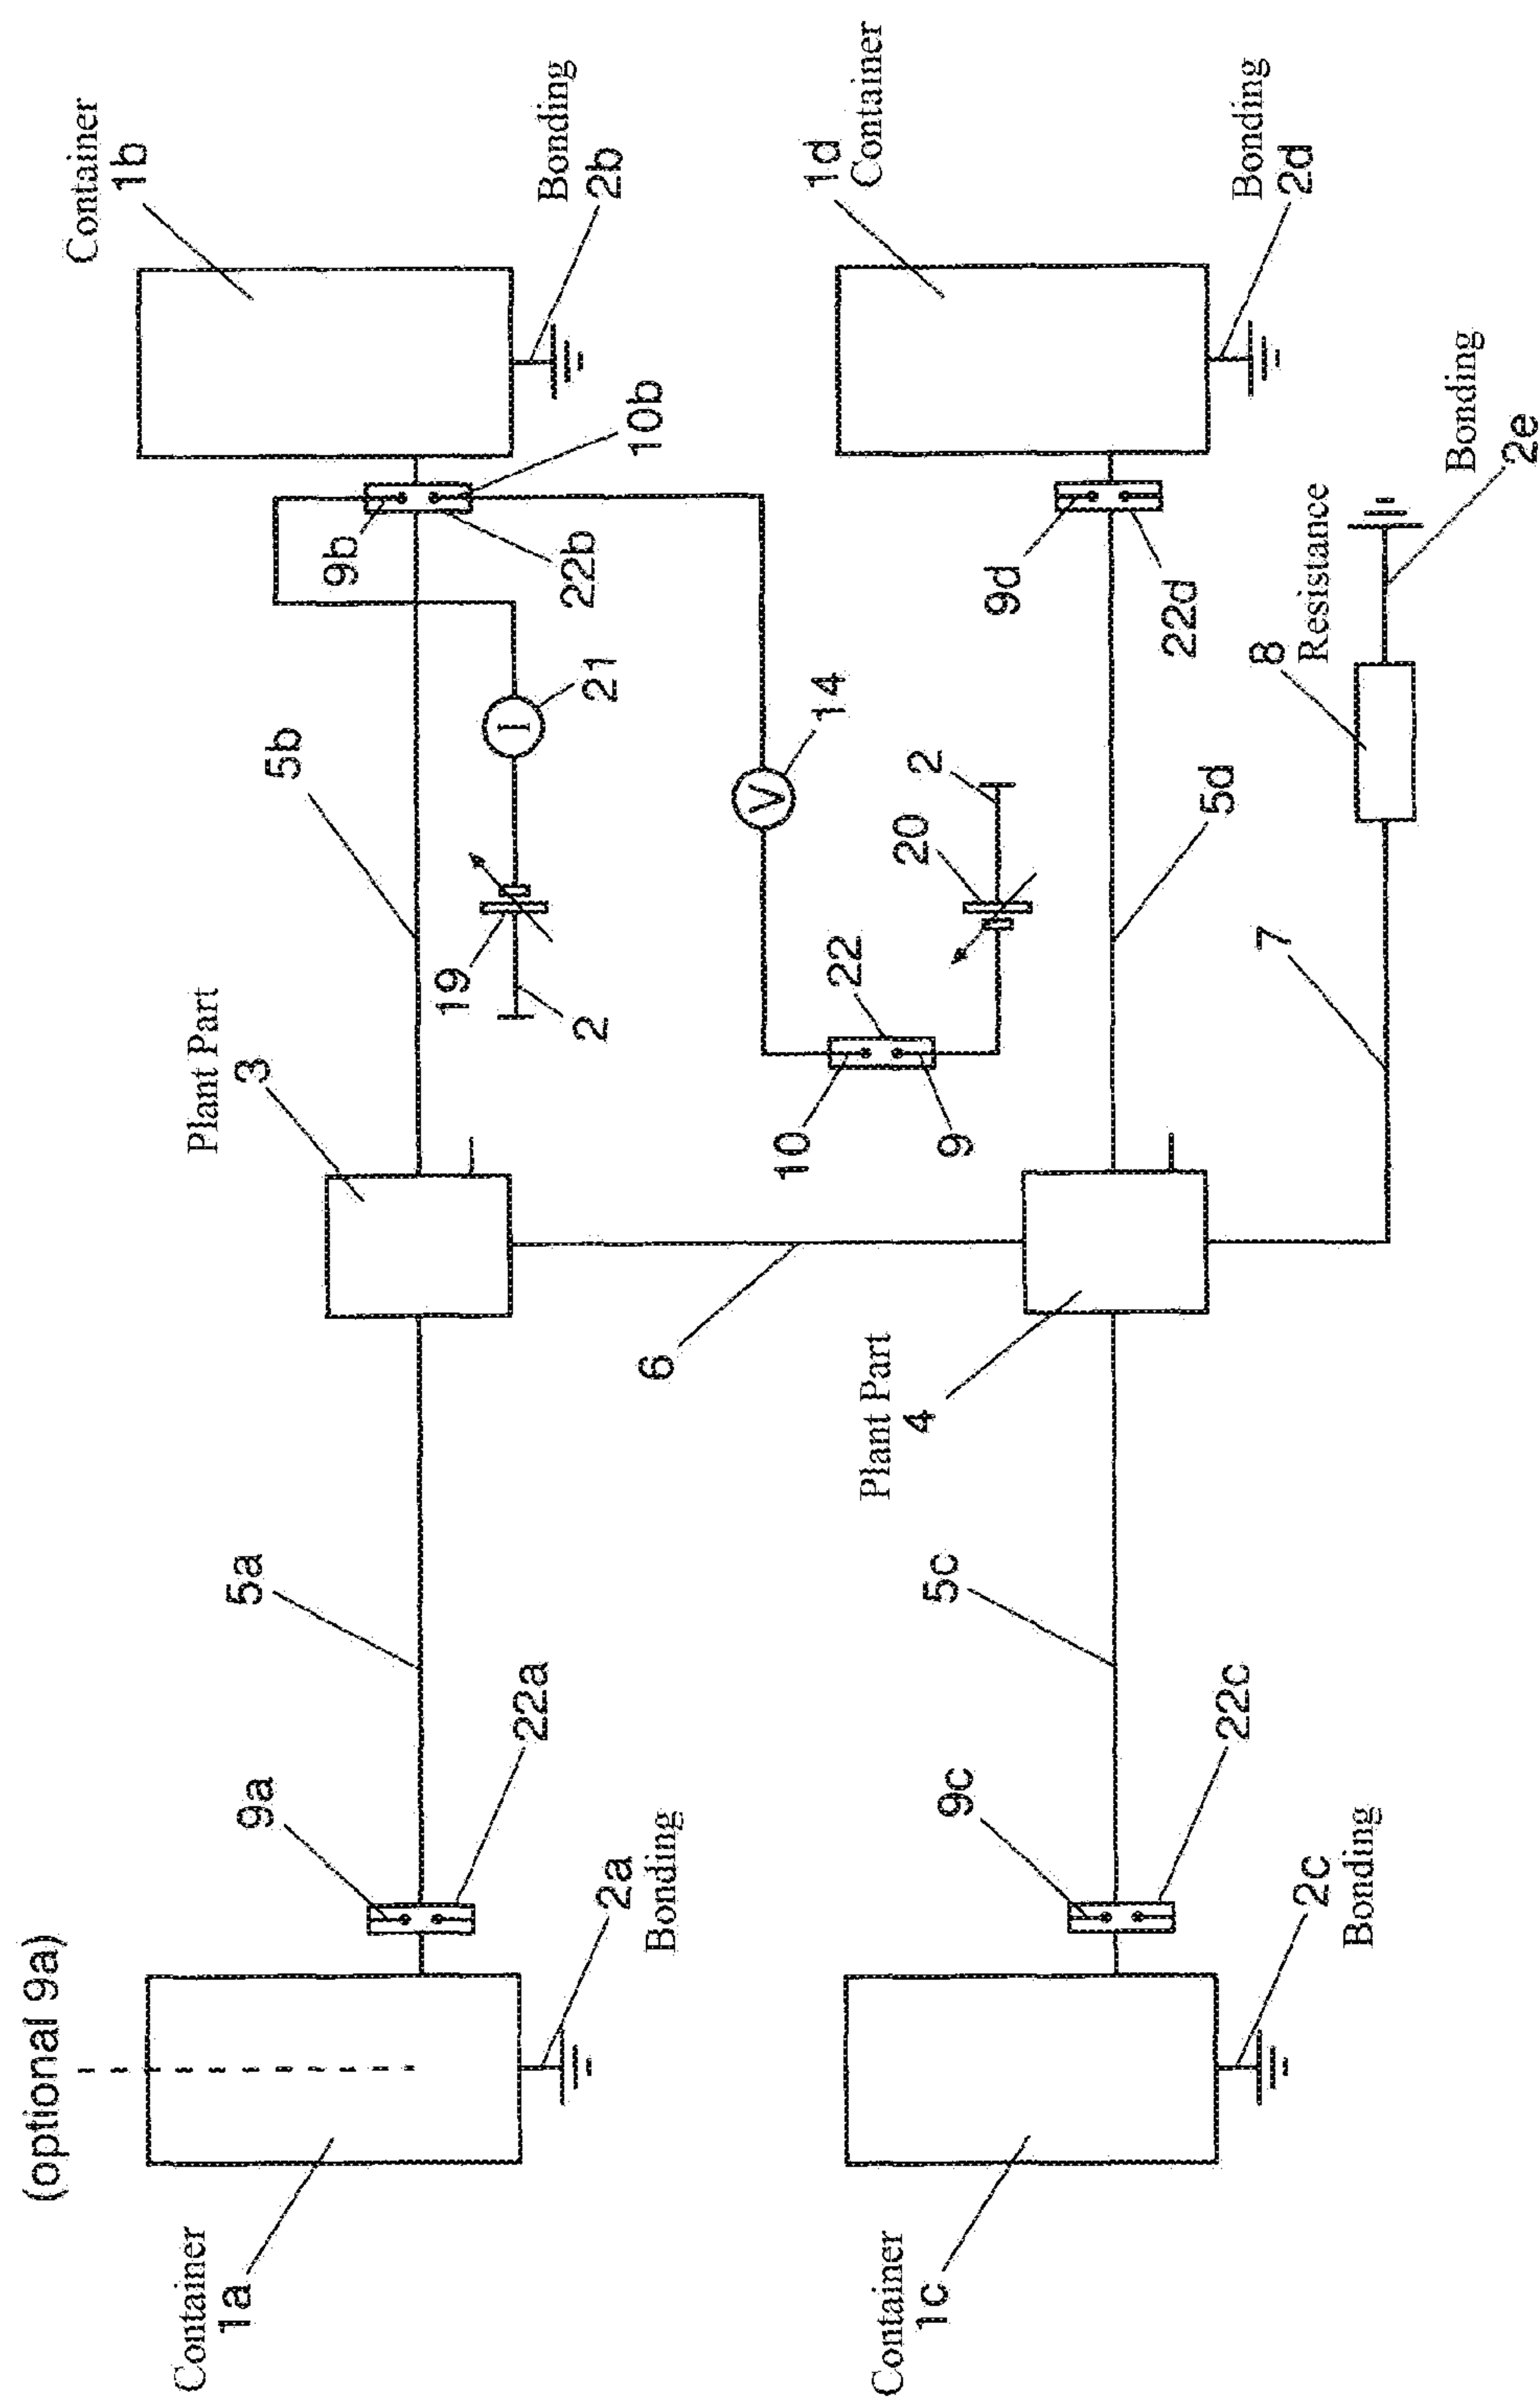 (optional 9a)
Container
1a
9a
22a
2a
Bonding
5a
Plant Part
3
5b
19
2
21
I
9b
22b
10b
Container
1b
Bonding
2b
6
10
22
9
V
14
20
2
Container
1c
9c
22c
2c
Bonding
5c
Plant Part
4
5d
9d
22d
1d
Container
Bonding
2d
7
8
Resistance
Bonding
2e